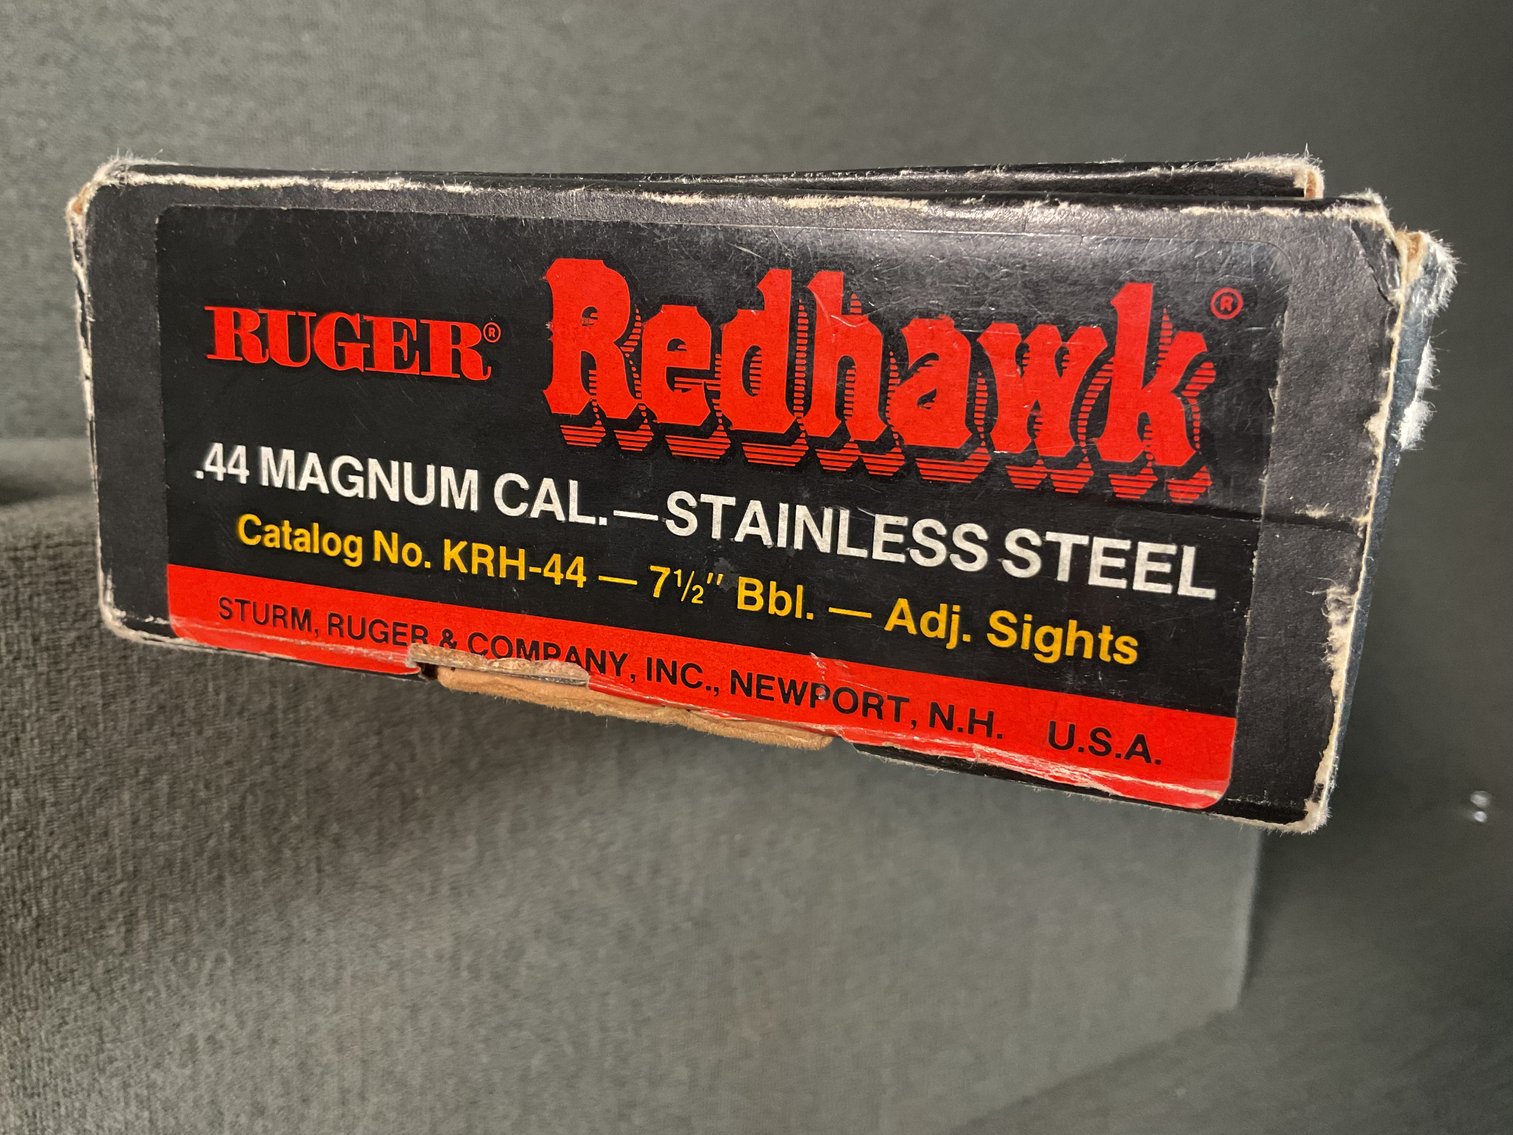 RUGER® Redhawk®
.44 MAGNUM CAL.—STAINLESS STEEL
Catalog No. KRH-44 — 7½" Bbl. — Adj. Sights
STURM, RUGER & COMPANY, INC., NEWPORT, N.H. U.S.A.